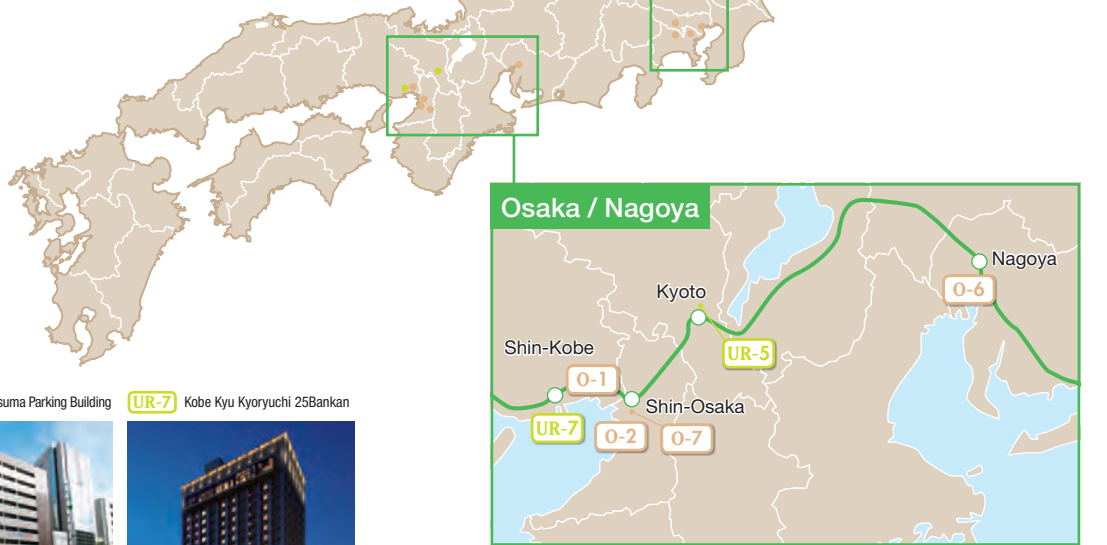 Osaka / Nagoya
Nagoya
O-6
Kyoto
UR-5
Shin-Kobe
O-1
Shin-Osaka
UR-7
O-2
O-7
suma Parking Building
UR-7 Kobe Kyu Kyoryuchi 25Bankan